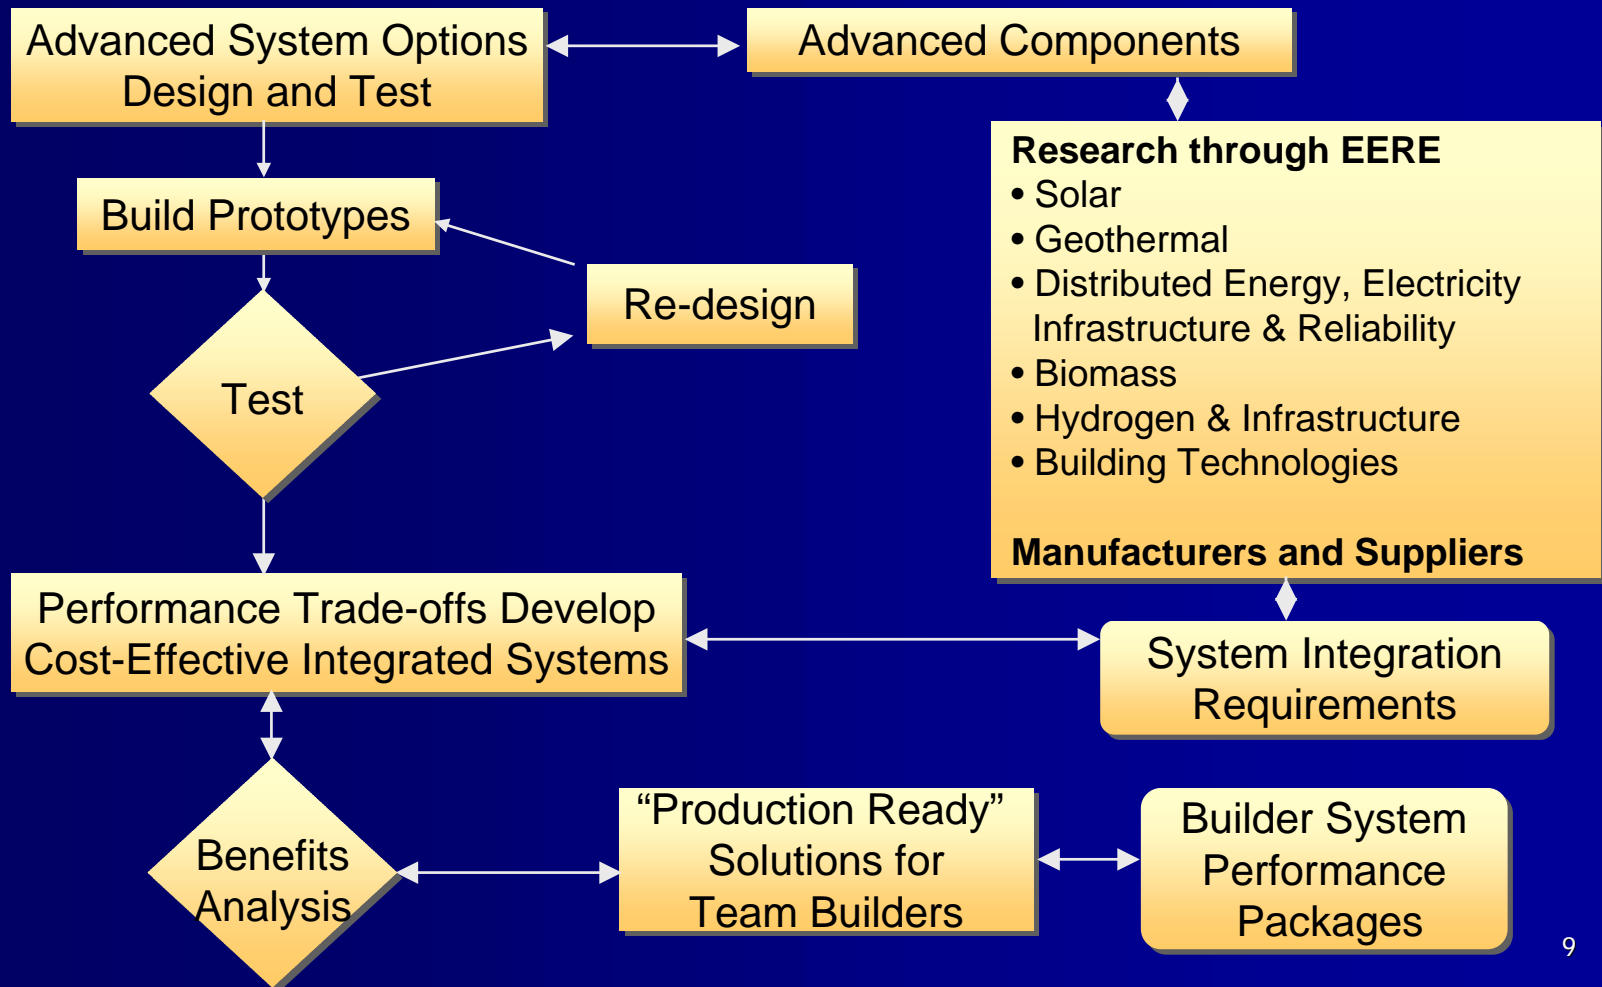 Advanced System Options
Design and Test
Advanced Components
Build Prototypes
Re-design
Test
Research through EERE
• Solar
• Geothermal
• Distributed Energy, Electricity
Infrastructure & Reliability
• Biomass
• Hydrogen & Infrastructure
• Building Technologies
Manufacturers and Suppliers
Performance Trade-offs Develop
Cost-Effective Integrated Systems
System Integration
Requirements
Benefits
Analysis
“Production Ready”
Solutions for
Team Builders
Builder System
Performance
Packages
9